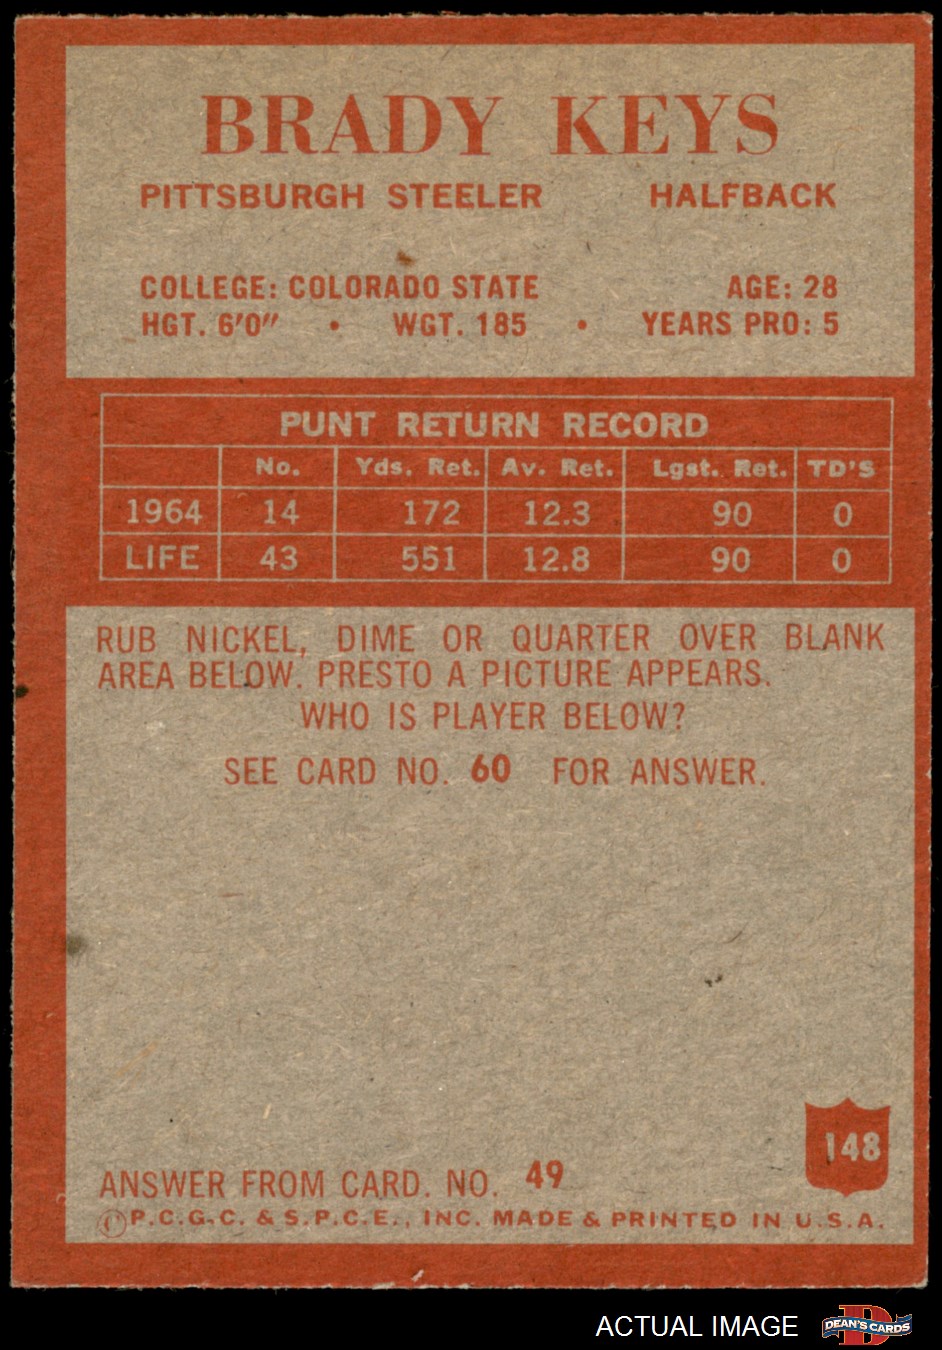 BRADY KEYS
PITTSBURGH STEELER HALFBACK
COLLEGE: COLORADO STATE AGE: 28
HGT. 6'0" • WGT. 185 • YEARS PRO: 5
PUNT RETURN RECORD
No. Yds. Ret. Av. Ret. Lgst. Ret. TD'S
1964 14 172 12.3 90 0
LIFE 43 551 12.8 90 0
RUB NICKEL, DIME OR QUARTER OVER BLANK
AREA BELOW. PRESTO A PICTURE APPEARS.
WHO IS PLAYER BELOW?
SEE CARD NO. 60 FOR ANSWER.
148
ANSWER FROM CARD. NO. 49
©P.C.G.C. & S.P.C.E., INC. MADE & PRINTED IN U.S.A.
ACTUAL IMAGE
D
DEAN'S CARDS